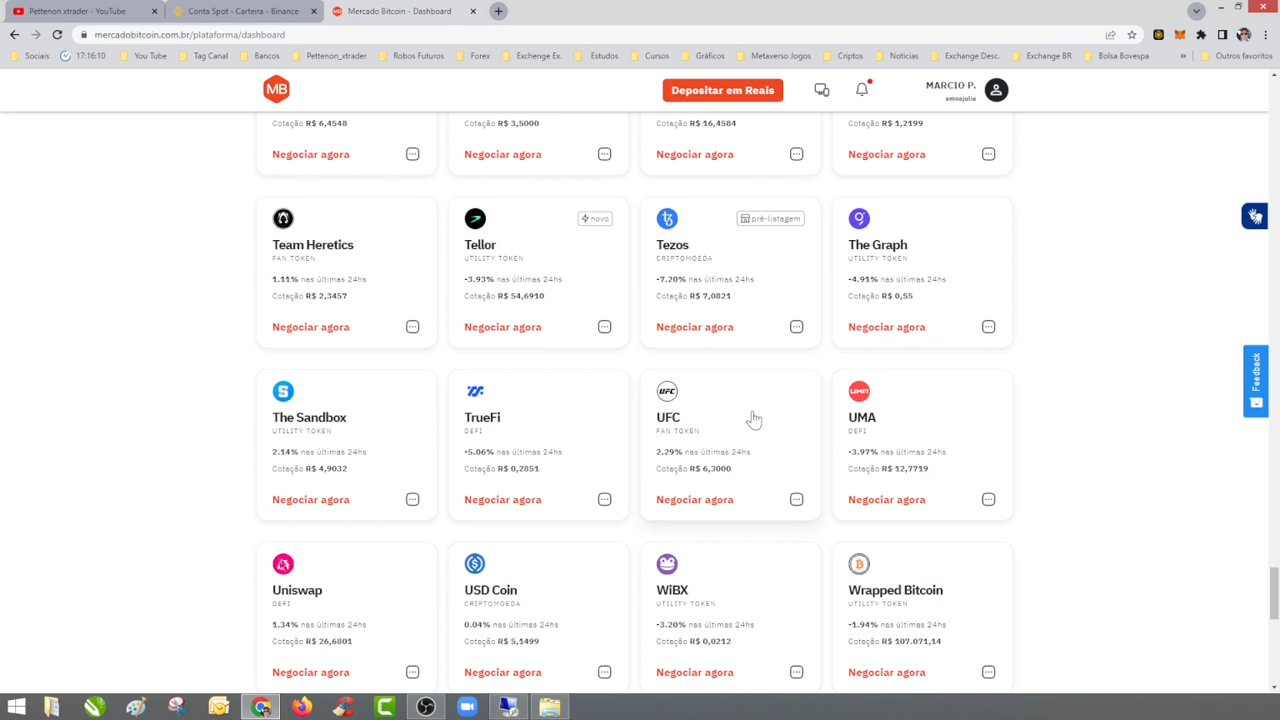 Pettenon xtrader - YouTube
Conta Spot - Carteira - Binance
Mercado Bitcoin - Dashboard
mercadobitcoin.com.br/plataforma/dashboard
Sociais
17:16:10
You Tube
Tag Canal
Bancos
Pettenon_xtrader
Robos Futuros
Forex
Exchange Ex.
Estudos
Cursos
Gráficos
Metaverso Jogos
Criptos
Noticias
Exchange Desc.
Exchange BR
Bolsa Bovespa
»
Outros favoritos
MB
Depositar em Reais
MARCIO P.
amoejulio
Cotação R$ 6,4548
Cotação R$ 3,5000
Cotação R$ 16,4584
Cotação R$ 1,2199
Negociar agora
Negociar agora
Negociar agora
Negociar agora
novo
pré-listagem
Team Heretics
Tellor
Tezos
The Graph
FAN TOKEN
UTILITY TOKEN
CRIPTOMOEDA
UTILITY TOKEN
1.11% nas últimas 24hs
-3.93% nas últimas 24hs
-7.20% nas últimas 24hs
-4.91% nas últimas 24hs
Cotação R$ 2,3457
Cotação R$ 54,6910
Cotação R$ 7,0821
Cotação R$ 0,55
Negociar agora
Negociar agora
Negociar agora
Negociar agora
Feedback
UFC
UMA
The Sandbox
TrueFi
UFC
UMA
UTILITY TOKEN
DEFI
FAN TOKEN
DEFI
2.14% nas últimas 24hs
-5.06% nas últimas 24hs
2.29% nas últimas 24hs
-3.97% nas últimas 24hs
Cotação R$ 4,9032
Cotação R$ 0,2851
Cotação R$ 6,3000
Cotação R$ 12,7719
Negociar agora
Negociar agora
Negociar agora
Negociar agora
Uniswap
USD Coin
WiBX
Wrapped Bitcoin
DEFI
CRIPTOMOEDA
UTILITY TOKEN
UTILITY TOKEN
1.34% nas últimas 24hs
0.04% nas últimas 24hs
-3.20% nas últimas 24hs
-1.94% nas últimas 24hs
Cotação R$ 26,6801
Cotação R$ 5,1499
Cotação R$ 0,0212
Cotação R$ 107.071,14
Negociar agora
Negociar agora
Negociar agora
Negociar agora